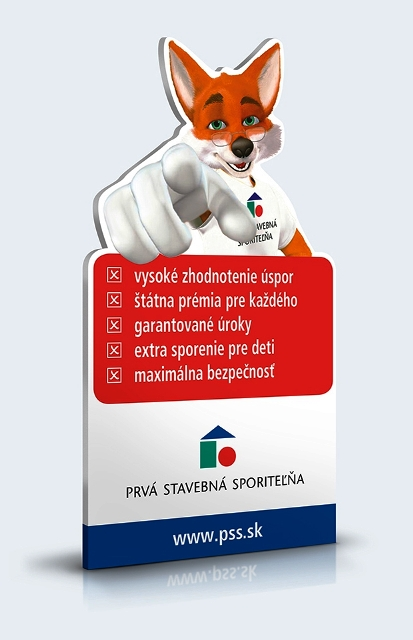 STAVEBNÁ
SPORITEĽŇA
vysoké zhodnotenie úspor
štátna prémia pre každého
garantované úroky
extra sporenie pre deti
maximálna bezpečnosť
PRVÁ STAVEBNÁ SPORITEĽŇA
www.pss.sk